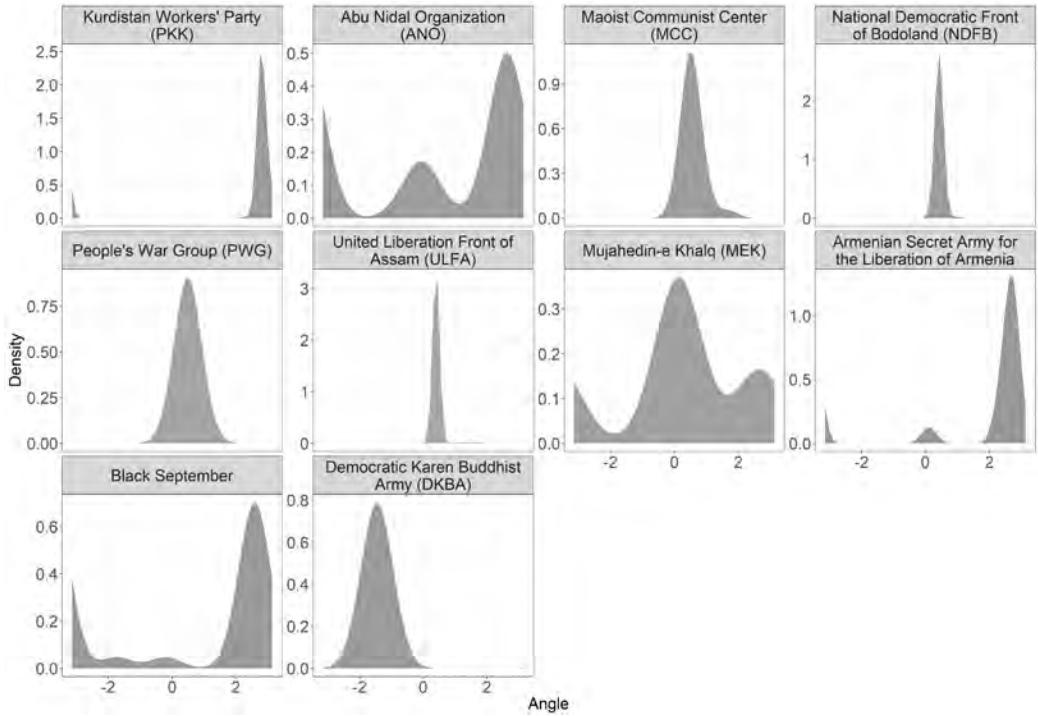 Kurdistan Workers' Party
(PKK)
Abu Nidal Organization
(ANO)
Maoist Communist Center
(MCC)
National Democratic Front
of Bodoland (NDFB)
2.5
2.0
1.5
1.0
0.5
0.0
0.5
0.4
0.3
0.2
0.1
0.0
0.9
0.6
0.3
0.0
2
1
0
People's War Group (PWG)
United Liberation Front of
Assam (ULFA)
Mujahedin-e Khalq (MEK)
Armenian Secret Army for
the Liberation of Armenia
Density
0.75
0.50
0.25
0.00
3
2
1
0
0.3
0.2
0.1
0.0
1.0
0.5
0.0
-2 0 2
-2 0 2
Black September
Democratic Karen Buddhist
Army (DKBA)
0.6
0.4
0.2
0.0
0.8
0.6
0.4
0.2
0.0
-2 0 2
-2 0 2
Angle